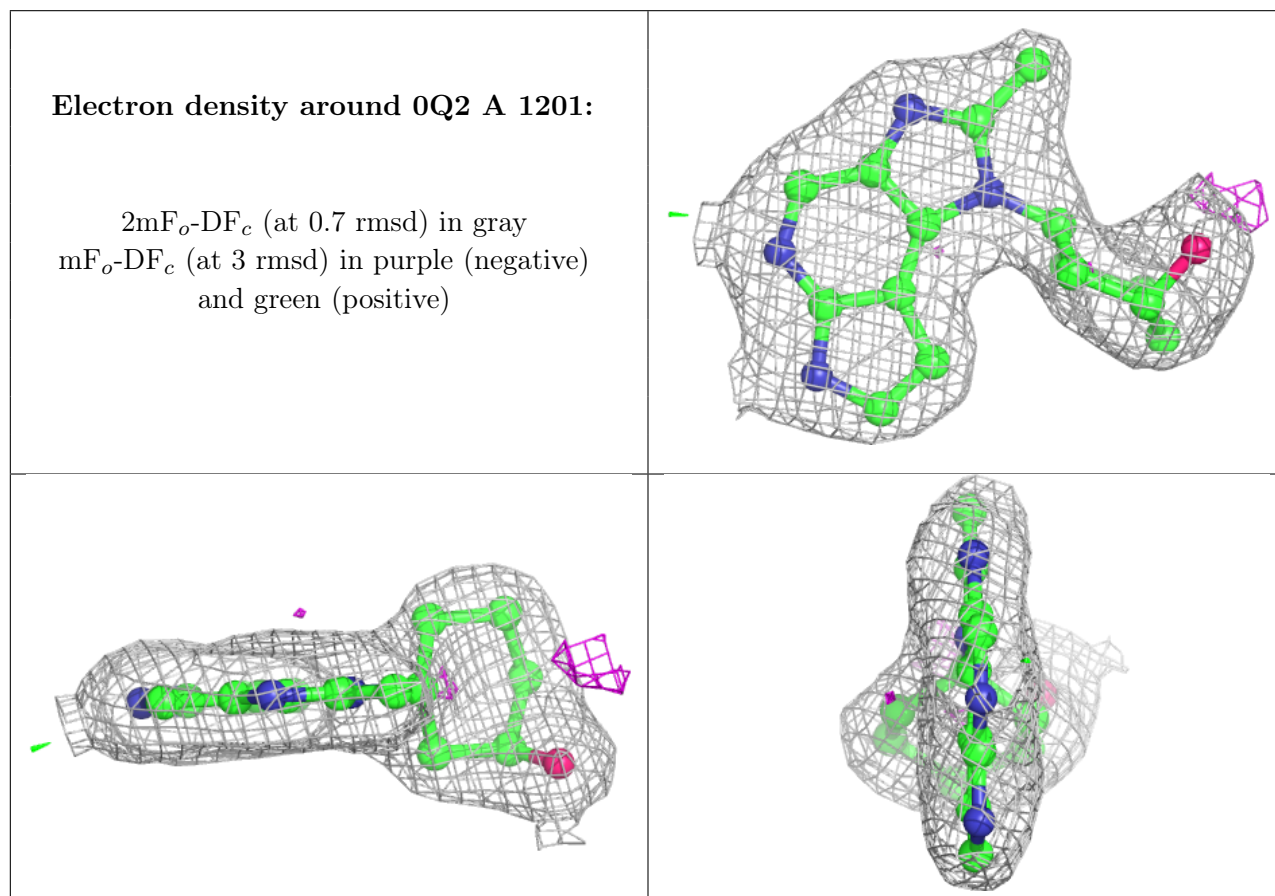 Electron density around 0Q2 A 1201:
2mFo-DFc (at 0.7 rmsd) in gray
mFo-DFc (at 3 rmsd) in purple (negative)
and green (positive)